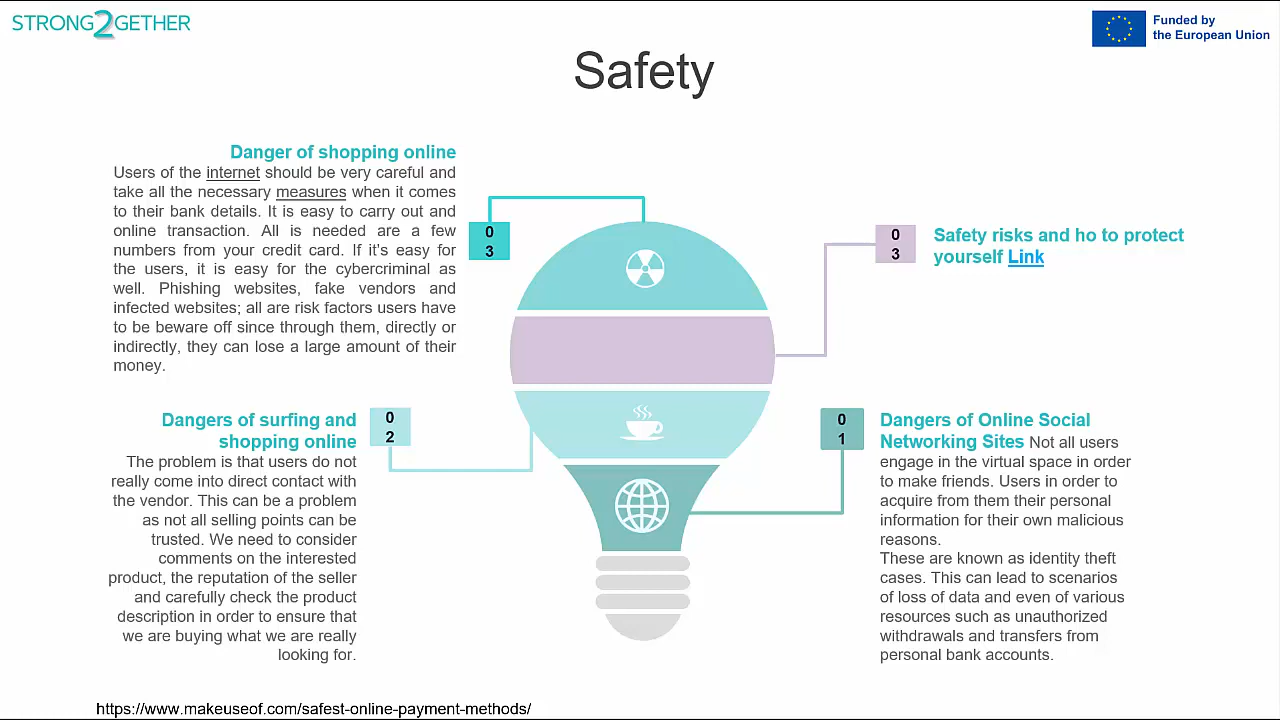 STRONG2GETHER
Funded by
the European Union
Safety
Danger of shopping online
Users of the internet should be very careful and
take all the necessary measures when it comes
to their bank details. It is easy to carry out and
online transaction. All is needed are a few
numbers from your credit card. If it's easy for
the users, it is easy for the cybercriminal as
well. Phishing websites, fake vendors and
infected websites; all are risk factors users have
to be beware off since through them, directly or
indirectly, they can lose a large amount of their
money.
0
3
0
3
Safety risks and ho to protect
yourself Link
Dangers of surfing and
shopping online
The problem is that users do not
really come into direct contact with
the vendor. This can be a problem
as not all selling points can be
trusted. We need to consider
comments on the interested
product, the reputation of the seller
and carefully check the product
description in order to ensure that
we are buying what we are really
looking for.
0
2
0
1
Dangers of Online Social
Networking Sites Not all users
engage in the virtual space in order
to make friends. Users in order to
acquire from them their personal
information for their own malicious
reasons.
These are known as identity theft
cases. This can lead to scenarios
of loss of data and even of various
resources such as unauthorized
withdrawals and transfers from
personal bank accounts.
https://www.makeuseof.com/safest-online-payment-methods/